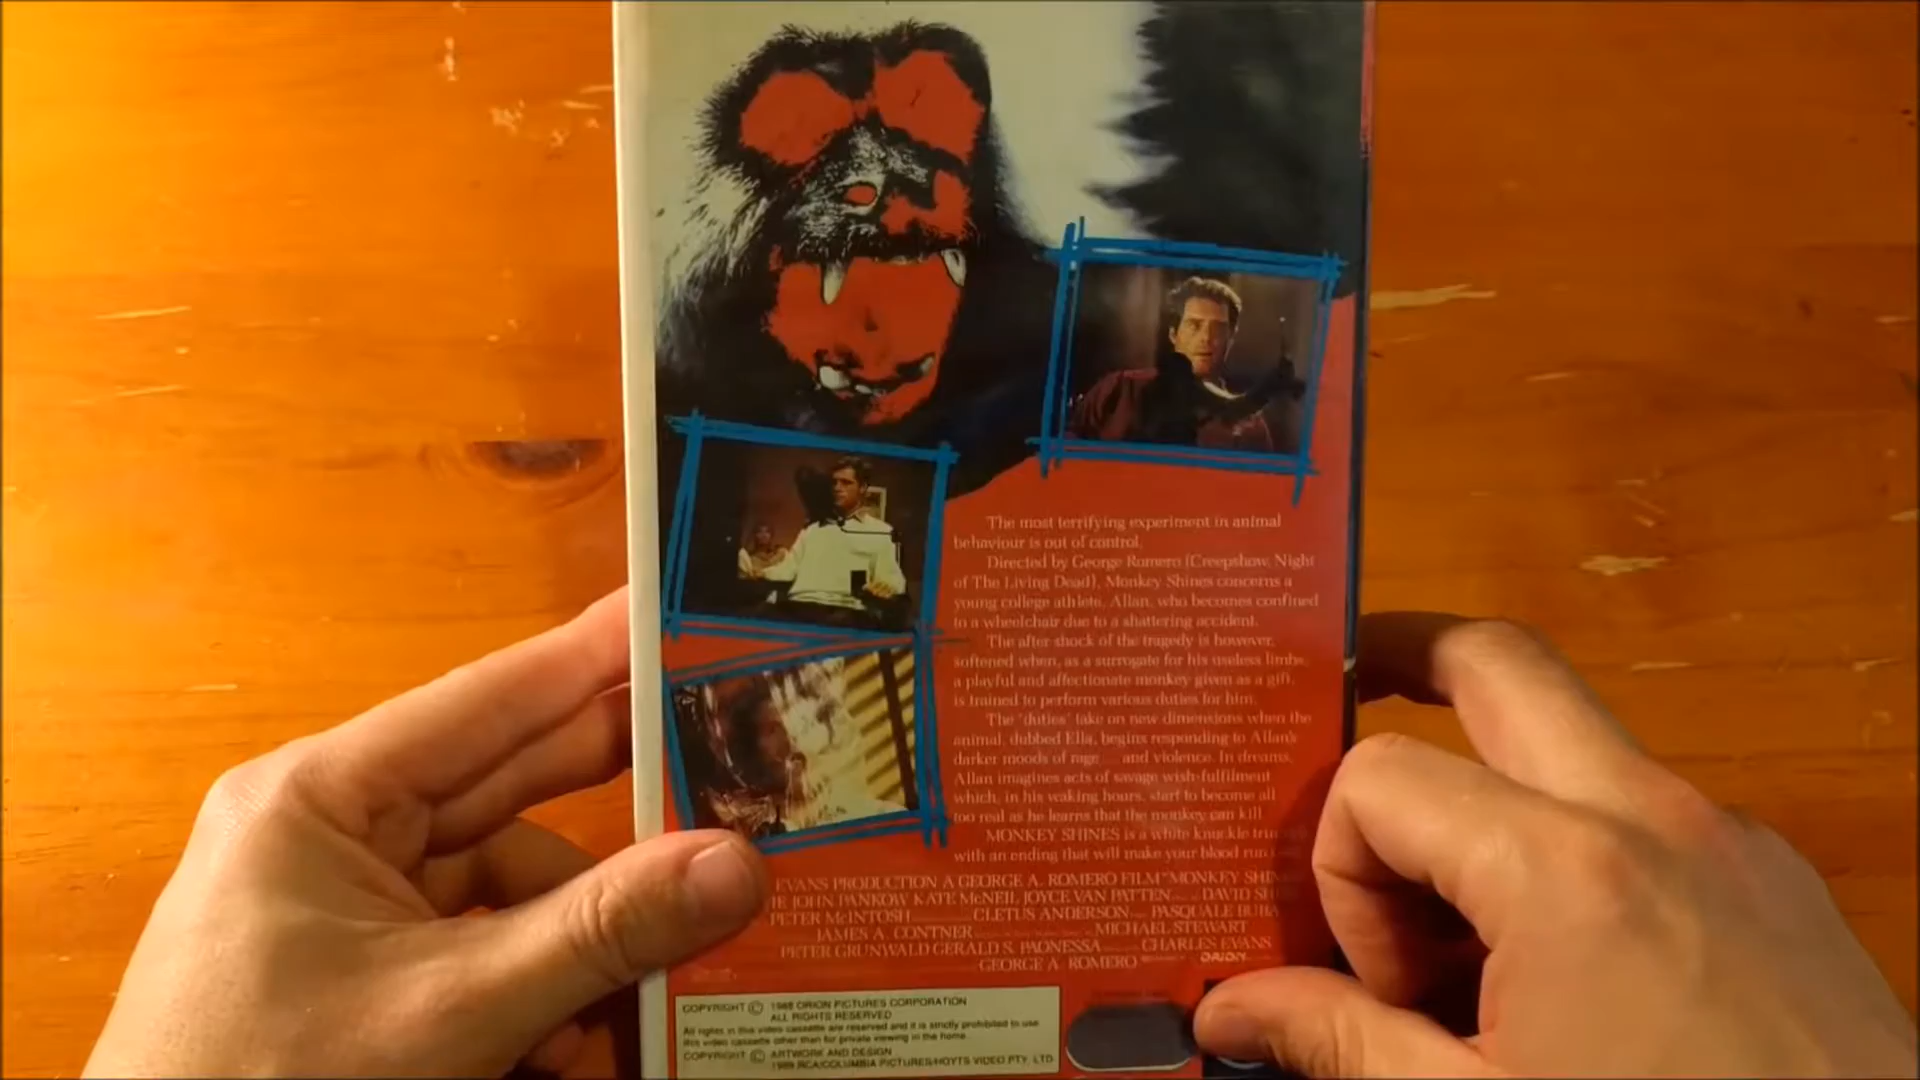 The most terrifying experiment in animal
behaviour is out of control.
Directed by George Romero (Creepshow, Night
of The Living Dead), Monkey Shines concerns a
young college athlete, Allan, who becomes confined
to a wheelchair due to a shattering accident.
The after-shock of the tragedy is however,
softened when, as a surrogate for his useless limbs,
a playful and affectionate monkey given as a gift,
is trained to perform various duties for him.
The 'duties' take on new dimensions when the
animal, dubbed Ella, begins responding to Allan's
darker moods of rage ... and violence. In dreams,
Allan imagines acts of savage wish-fulfilment
which, in his waking hours, start to become all
too real as he learns that the monkey can kill.
MONKEY SHINES is a white knuckle
with an ending that will make your blood run
EVANS PRODUCTION A GEORGE A. ROMERO FILM "MONKEY
JOHN PANKOW KATE McNEIL JOYCE VAN PATTEN DAVID
PETER McINTOSH CLETUS ANDERSON PASQUALE BUBA
JAMES A. CONTNER MICHAEL STEWART
PETER GRUNWALD GERALD S. PAONESSA CHARLES EVANS
GEORGE A. ROMERO ORION
COPYRIGHT © 1988 ORION PICTURES CORPORATION
ALL RIGHTS RESERVED
All rights in this video cassette are reserved and it is strictly prohibited to use
this video cassette other than for private viewing in the home.
COPYRIGHT © ARTWORK AND DESIGN
1989 RCA/COLUMBIA PICTURES/HOYTS VIDEO PTY. LTD